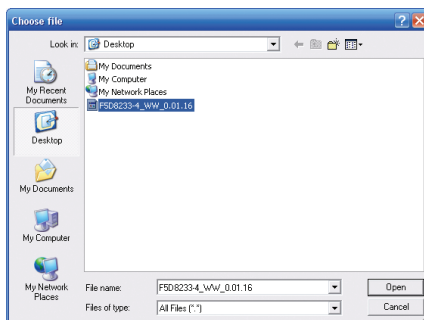 Choose file
Look in:
Desktop
My Recent
Documents
Desktop
My Documents
My Computer
My Network
Places
My Documents
My Computer
My Network Places
F5D8233-4_WW_0.01.16
File name:
F5D8233-4_WW_0.01.16
Open
Files of type:
All Files (*.*)
Cancel